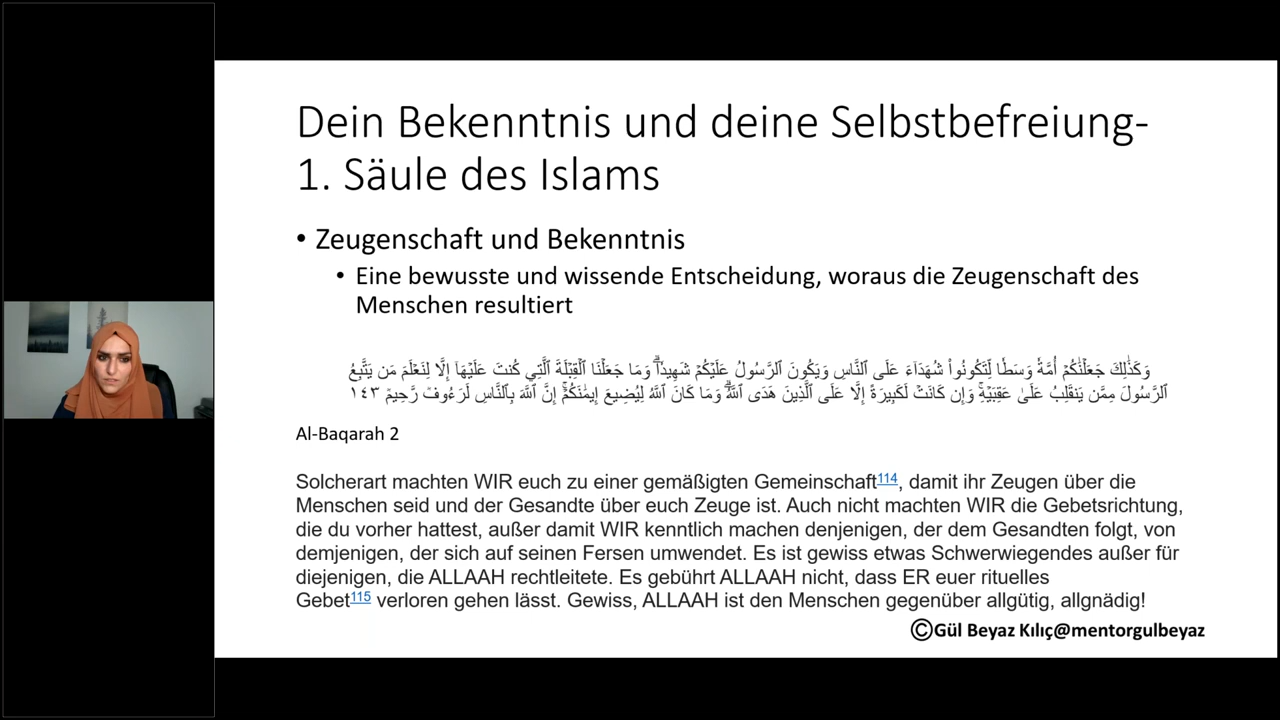 Dein Bekenntnis und deine Selbstbefreiung-
1. Säule des Islams
• Zeugenschaft und Bekenntnis
• Eine bewusste und wissende Entscheidung, woraus die Zeugenschaft des
Menschen resultiert
وَكَذَٰلِكَ جَعَلۡنَٰكُمۡ أُمَّةٗ وَسَطٗا لِّتَكُونُواْ شُهَدَآءَ عَلَى ٱلنَّاسِ وَيَكُونَ ٱلرَّسُولُ عَلَيۡكُمۡ شَهِيدٗاۗ وَمَا جَعَلۡنَا ٱلۡقِبۡلَةَ ٱلَّتِي كُنتَ عَلَيۡهَآ إِلَّا لِنَعۡلَمَ مَن يَتَّبِعُ
ٱلرَّسُولَ مِمَّن يَنقَلِبُ عَلَىٰ عَقِبَيۡهِۚ وَإِن كَانَتۡ لَكَبِيرَةً إِلَّا عَلَى ٱلَّذِينَ هَدَى ٱللَّهُۗ وَمَا كَانَ ٱللَّهُ لِيُضِيعَ إِيمَٰنَكُمۡۚ إِنَّ ٱللَّهَ بِٱلنَّاسِ لَرَءُوفٞ رَّحِيمٞ ١٤٣
Al-Baqarah 2
Solcherart machten WIR euch zu einer gemäßigten Gemeinschaft114, damit ihr Zeugen über die
Menschen seid und der Gesandte über euch Zeuge ist. Auch nicht machten WIR die Gebetsrichtung,
die du vorher hattest, außer damit WIR kenntlich machen denjenigen, der dem Gesandten folgt, von
demjenigen, der sich auf seinen Fersen umwendet. Es ist gewiss etwas Schwerwiegendes außer für
diejenigen, die ALLAAH rechtleitete. Es gebührt ALLAAH nicht, dass ER euer rituelles
Gebet115 verloren gehen lässt. Gewiss, ALLAAH ist den Menschen gegenüber allgütig, allgnädig!
©Gül Beyaz Kılıç@mentorgulbeyaz